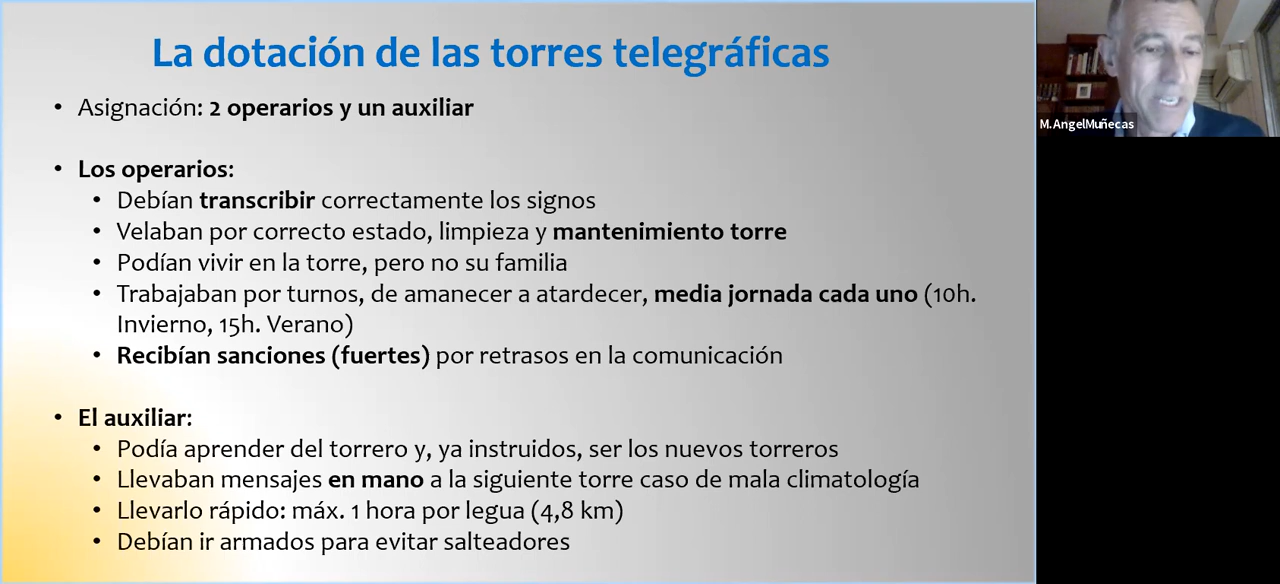 La dotación de las torres telegráficas
• Asignación: 2 operarios y un auxiliar
• Los operarios:
• Debían transcribir correctamente los signos
• Velaban por correcto estado, limpieza y mantenimiento torre
• Podían vivir en la torre, pero no su familia
• Trabajaban por turnos, de amanecer a atardecer, media jornada cada uno (10h.
Invierno, 15h. Verano)
• Recibían sanciones (fuertes) por retrasos en la comunicación
• El auxiliar:
• Podía aprender del torrero y, ya instruidos, ser los nuevos torreros
• Llevaban mensajes en mano a la siguiente torre caso de mala climatología
• Llevarlo rápido: máx. 1 hora por legua (4,8 km)
• Debían ir armados para evitar salteadores
M.AngelMuñecas